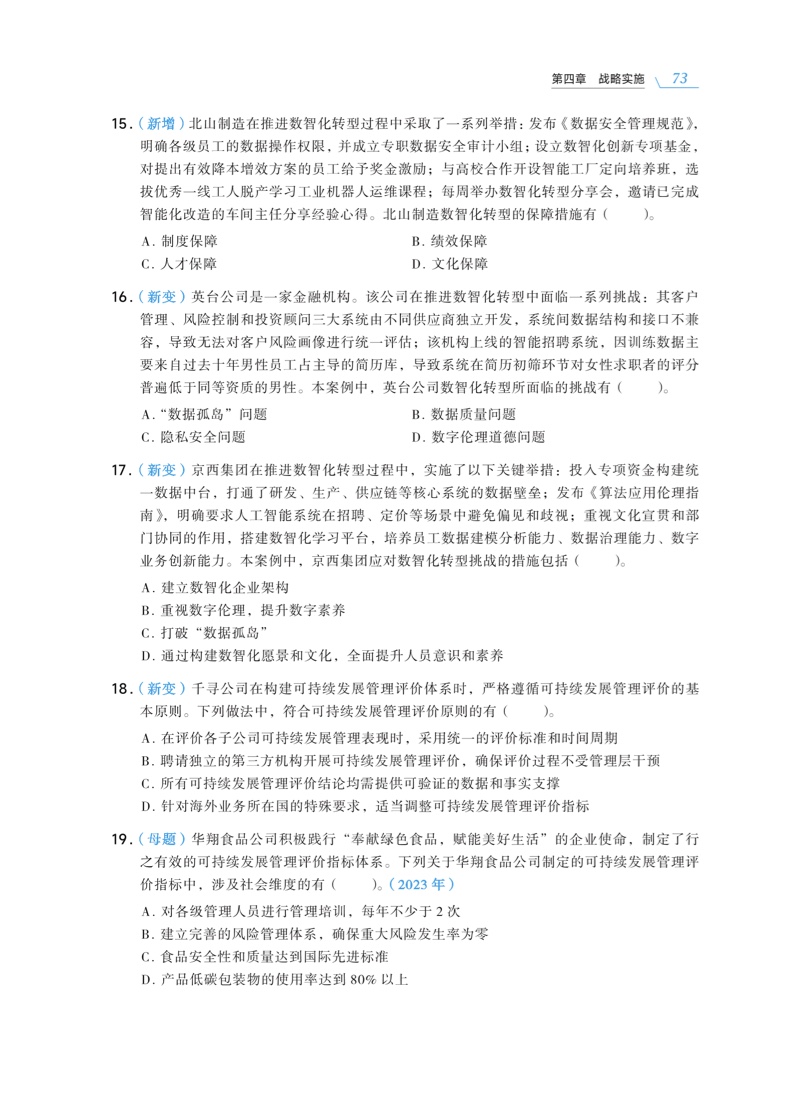 第四章 战略实施 73
15.（新增）北山制造在推进数智化转型过程中采取了一系列举措：发布《数据安全管理规范》，
明确各级员工的数据操作权限，并成立专职数据安全审计小组；设立数智化创新专项基金，
对提出有效降本增效方案的员工给予奖金激励；与高校合作开设智能工厂定向培养班，选
拔优秀一线工人脱产学习工业机器人运维课程；每周举办数智化转型分享会，邀请已完成
智能化改造的车间主任分享经验心得。北山制造数智化转型的保障措施有（　　）。
A. 制度保障 B. 绩效保障
C. 人才保障 D. 文化保障
16.（新变）英台公司是一家金融机构。该公司在推进数智化转型中面临一系列挑战：其客户
管理、风险控制和投资顾问三大系统由不同供应商独立开发，系统间数据结构和接口不兼
容，导致无法对客户风险画像进行统一评估；该机构上线的智能招聘系统，因训练数据主
要来自过去十年男性员工占主导的简历库，导致系统在简历初筛环节对女性求职者的评分
普遍低于同等资质的男性。本案例中，英台公司数智化转型所面临的挑战有（　　）。
A.“数据孤岛”问题 B. 数据质量问题
C. 隐私安全问题 D. 数字伦理道德问题
17.（新变）京西集团在推进数智化转型过程中，实施了以下关键举措：投入专项资金构建统
一数据中台，打通了研发、生产、供应链等核心系统的数据壁垒；发布《算法应用伦理指
南》，明确要求人工智能系统在招聘、定价等场景中避免偏见和歧视；重视文化宣贯和部
门协同的作用，搭建数智化学习平台，培养员工数据建模分析能力、数据治理能力、数字
业务创新能力。本案例中，京西集团应对数智化转型挑战的措施包括（　　）。
A. 建立数智化企业架构
B. 重视数字伦理，提升数字素养
C. 打破“数据孤岛”
D. 通过构建数智化愿景和文化，全面提升人员意识和素养
18.（新变）千寻公司在构建可持续发展管理评价体系时，严格遵循可持续发展管理评价的基
本原则。下列做法中，符合可持续发展管理评价原则的有（　　）。
A. 在评价各子公司可持续发展管理表现时，采用统一的评价标准和时间周期
B. 聘请独立的第三方机构开展可持续发展管理评价，确保评价过程不受管理层干预
C. 所有可持续发展管理评价结论均需提供可验证的数据和事实支撑
D. 针对海外业务所在国的特殊要求，适当调整可持续发展管理评价指标
19.（母题）华翔食品公司积极践行“奉献绿色食品，赋能美好生活”的企业使命，制定了行
之有效的可持续发展管理评价指标体系。下列关于华翔食品公司制定的可持续发展管理评
价指标中，涉及社会维度的有（　　）。（2023 年）
A. 对各级管理人员进行管理培训，每年不少于 2 次
B. 建立完善的风险管理体系，确保重大风险发生率为零
C. 食品安全性和质量达到国际先进标准
D. 产品低碳包装物的使用率达到 80% 以上